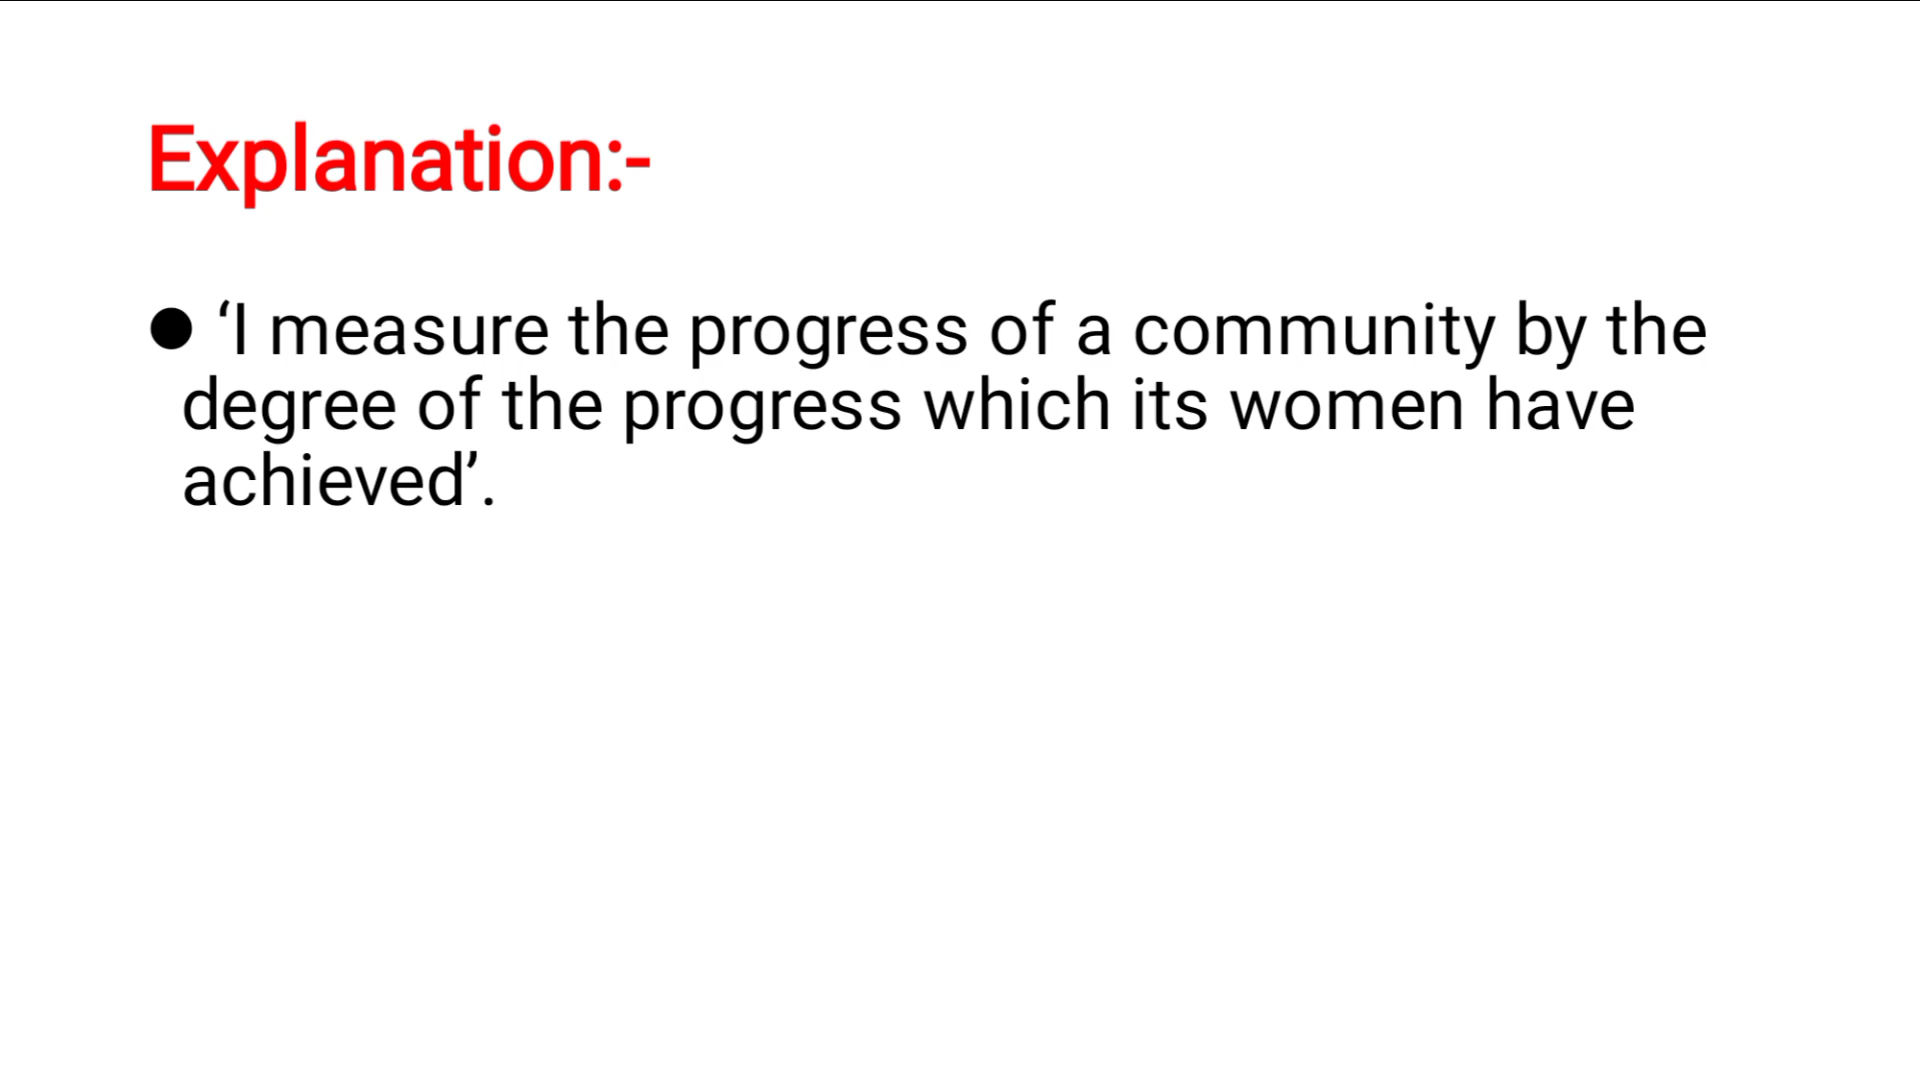 Explanation:-
● ‘I measure the progress of a community by the
degree of the progress which its women have
achieved’.